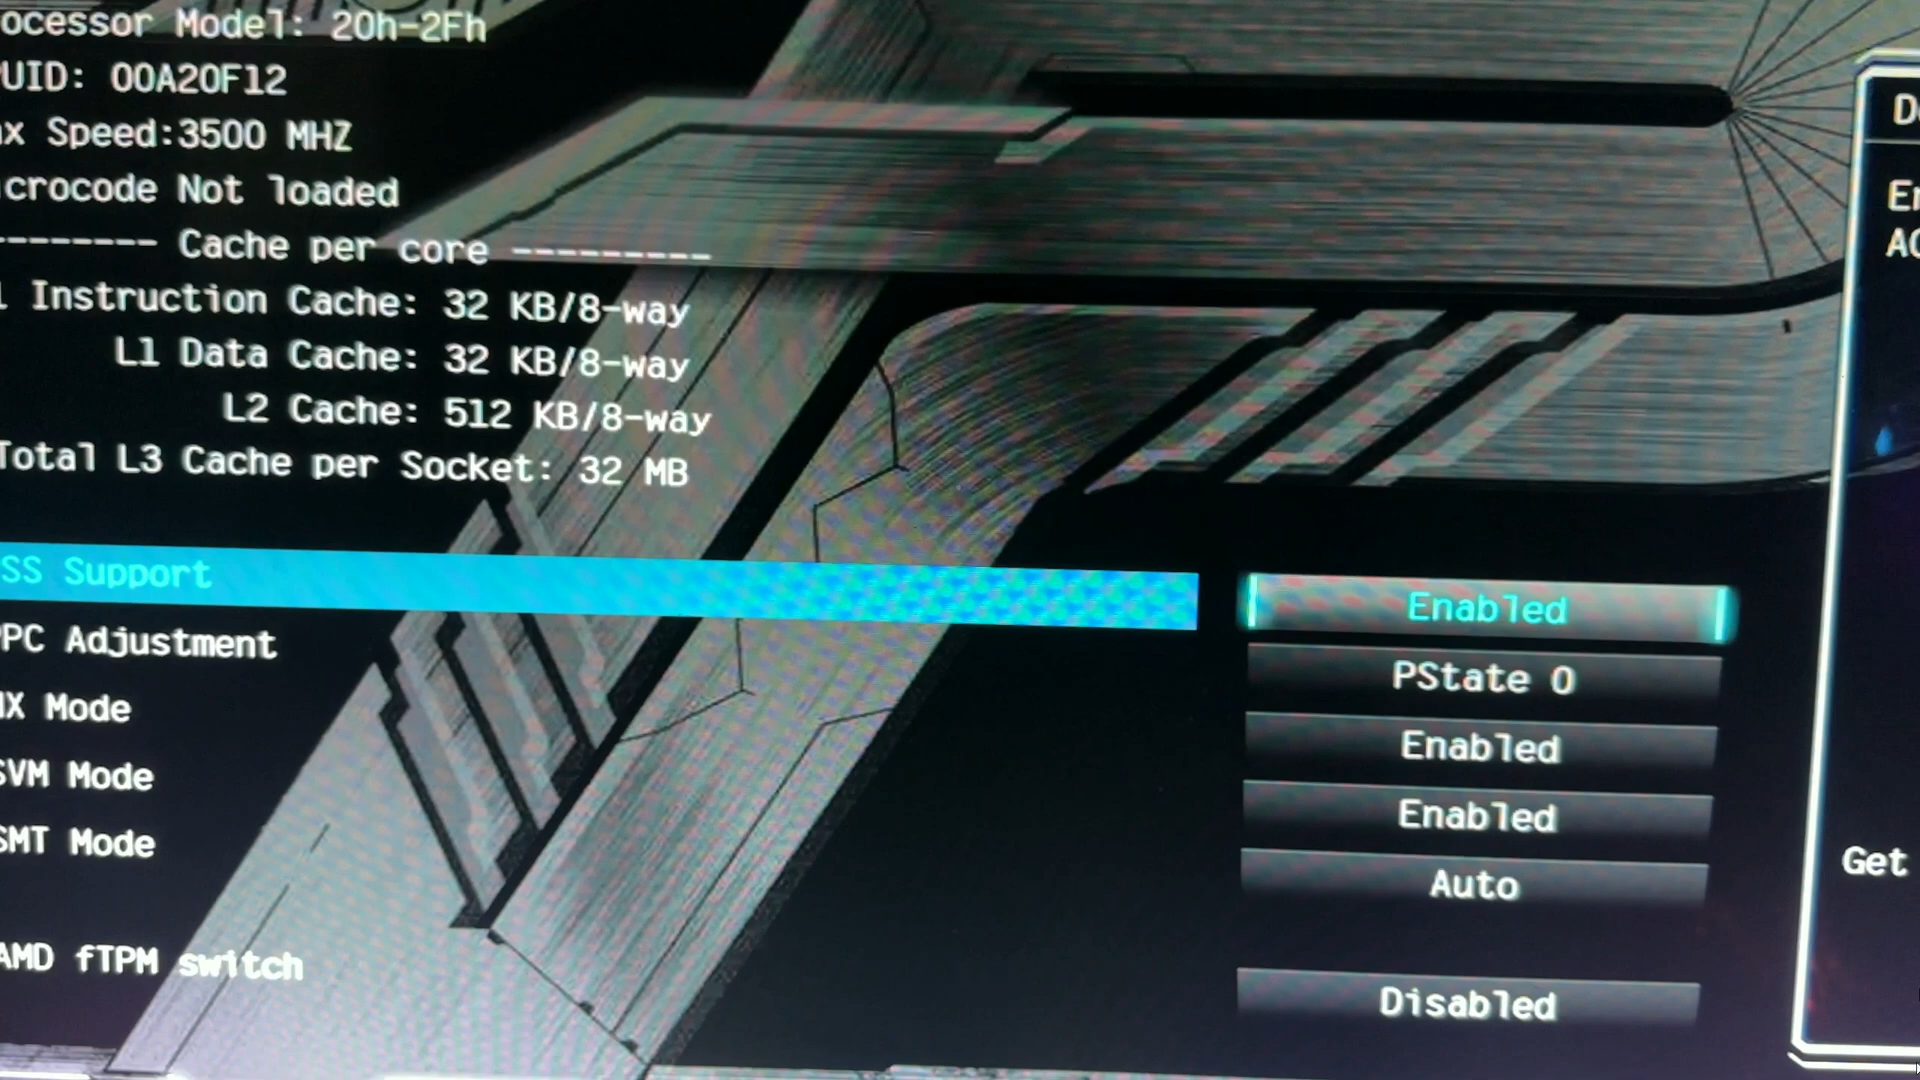 ocessor Model: 20h-2Fh
UID: 00A20F12
x Speed:3500 MHZ
crocode Not loaded
------- Cache per core ---------
Instruction Cache: 32 KB/8-way
L1 Data Cache: 32 KB/8-way
L2 Cache: 512 KB/8-way
Total L3 Cache per Socket: 32 MB
SS Support Enabled
PC Adjustment PState 0
X Mode Enabled
SVM Mode Enabled
SMT Mode Auto
AMD fTPM switch Disabled
Get